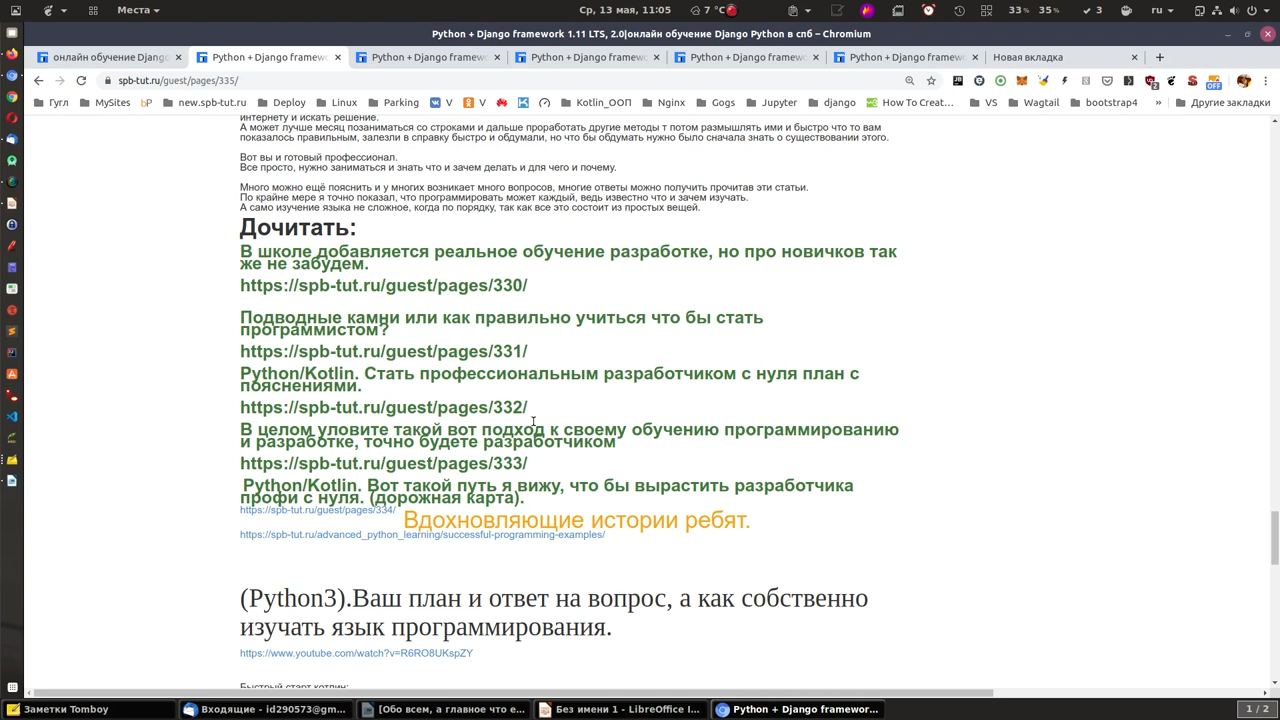 Места
Ср, 13 мая, 11:05
7 °C
ru
33%
35%
3
Python + Django framework 1.11 LTS, 2.0|онлайн обучение Django Python в спб – Chromium
онлайн обучение Django
Python + Django framewo
Python + Django framewo
Python + Django framewo
Python + Django framewo
Python + Django framewo
Новая вкладка
spb-tut.ru/guest/pages/335/
Гугл
MySites
new.spb-tut.ru
Deploy
Linux
Parking
V
V
Kotlin_ООП
Nginx
Gogs
Jupyter
django
How To Creat…
VS
Wagtail
bootstrap4
»
Другие закладки
интернету и искать решение.
А может лучше месяц позаниматься со строками и дальше проработать другие методы т потом размышлять ими и быстро что то вам
показалось правильным, залезли в справку быстро и обдумали, но что бы обдумать нужно было сначала знать о существовании этого.
Вот вы и готовый профессионал.
Все просто, нужно заниматься и знать что и зачем делать и для чего и почему.
Много можно ещё пояснить и у многих возникает много вопросов, многие ответы можно получить прочитав эти статьи.
По крайне мере я точно показал, что программировать может каждый, ведь известно что и зачем изучать.
А само изучение языка не сложное, когда по порядку, так как все это состоит из простых вещей.
Дочитать:
В школе добавляется реальное обучение разработке, но про новичков так
же не забудем.
https://spb-tut.ru/guest/pages/330/
Подводные камни или как правильно учиться что бы стать
программистом?
https://spb-tut.ru/guest/pages/331/
Python/Kotlin. Стать профессиональным разработчиком с нуля план с
пояснениями.
https://spb-tut.ru/guest/pages/332/
В целом уловите такой вот подход к своему обучению программированию
и разработке, точно будете разработчиком
https://spb-tut.ru/guest/pages/333/
Python/Kotlin. Вот такой путь я вижу, что бы вырастить разработчика
профи с нуля. (дорожная карта).
https://spb-tut.ru/guest/pages/334/
Вдохновляющие истории ребят.
https://spb-tut.ru/advanced_python_learning/successful-programming-examples/
(Python3).Ваш план и ответ на вопрос, а как собственно
изучать язык программирования.
https://www.youtube.com/watch?v=R6RO8UKspZY
Быстрый старт котлин:
Заметки Tomboy
Входящие - id290573@gm…
[Обо всем, а главное что е…
Без имени 1 - LibreOffice I…
Python + Django framewor…
1 / 2